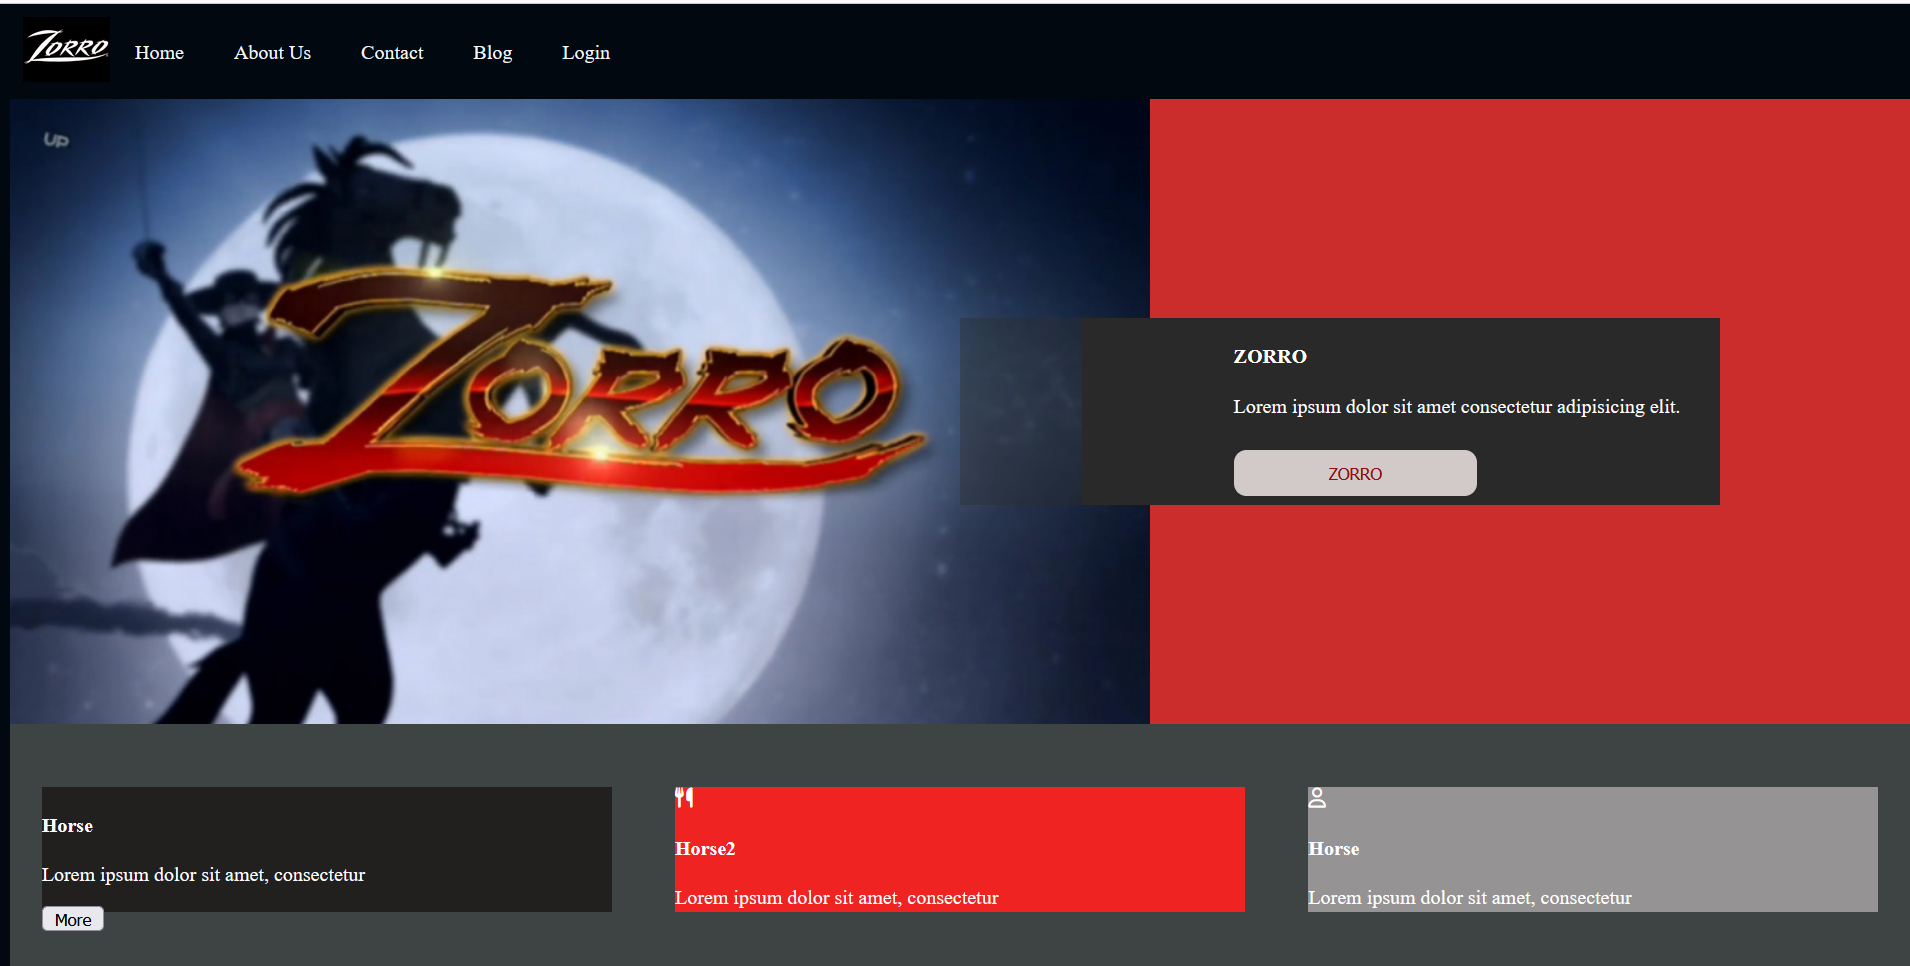 ZORRO
Home
About Us
Contact
Blog
Login
UP
ZORRO
ZORRO
Lorem ipsum dolor sit amet consectetur adipisicing elit.
ZORRO
Horse
Lorem ipsum dolor sit amet, consectetur
More
Horse2
Lorem ipsum dolor sit amet, consectetur
Horse
Lorem ipsum dolor sit amet, consectetur